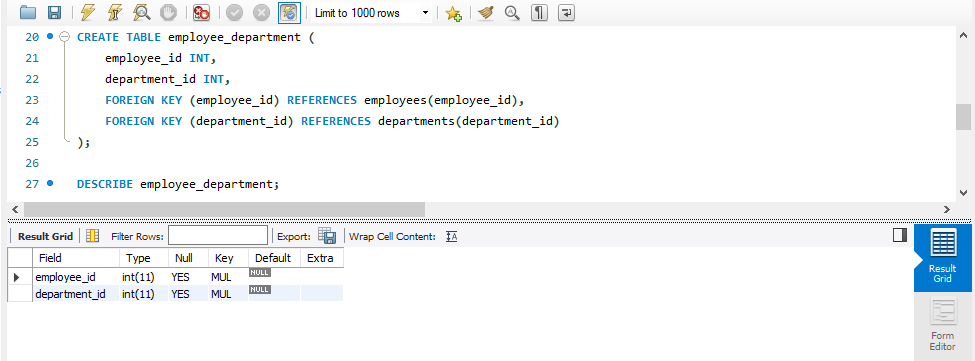 Limit to 1000 rows
20 CREATE TABLE employee_department (
21 employee_id INT,
22 department_id INT,
23 FOREIGN KEY (employee_id) REFERENCES employees(employee_id),
24 FOREIGN KEY (department_id) REFERENCES departments(department_id)
25 );
26
27 DESCRIBE employee_department;
Result Grid Filter Rows: Export: Wrap Cell Content: IA
Field Type Null Key Default Extra
employee_id int(11) YES MUL NULL
department_id int(11) YES MUL NULL
Result
Grid
Form
Editor